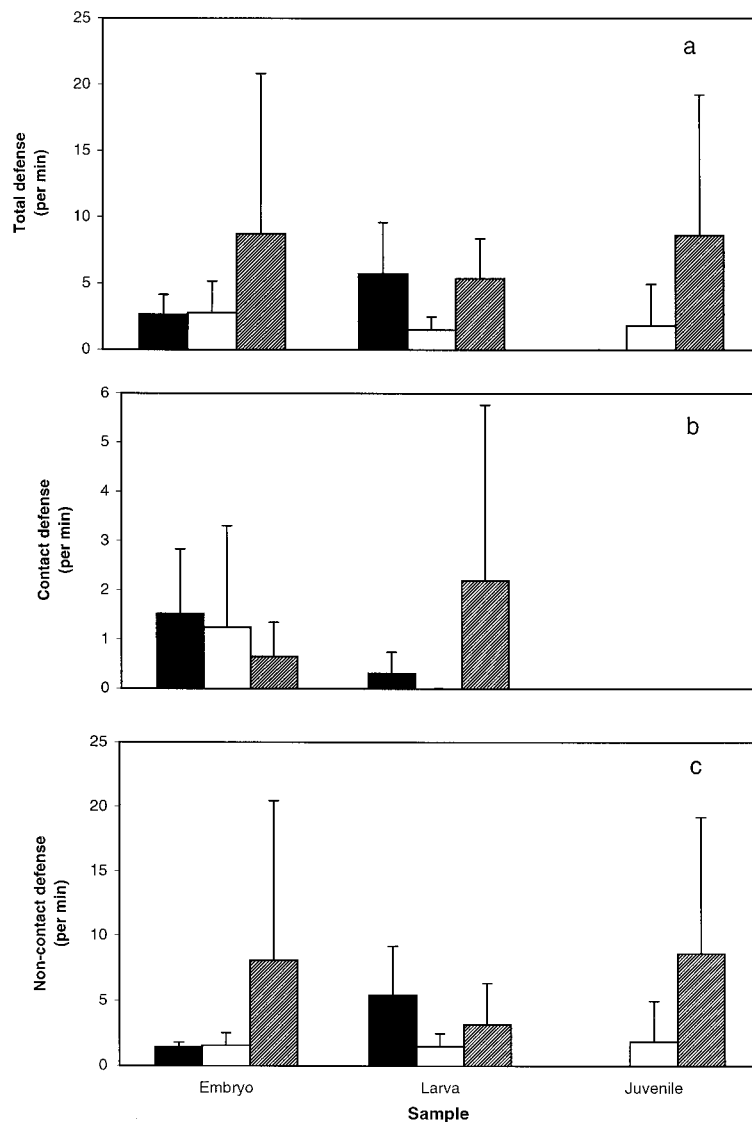 a
25
20
15
10
5
0
Total defense
(per min)
b
6
5
4
3
2
1
0
Contact defense
(per min)
c
25
20
15
10
5
0
Non-contact defense
(per min)
Embryo Larva Juvenile
Sample